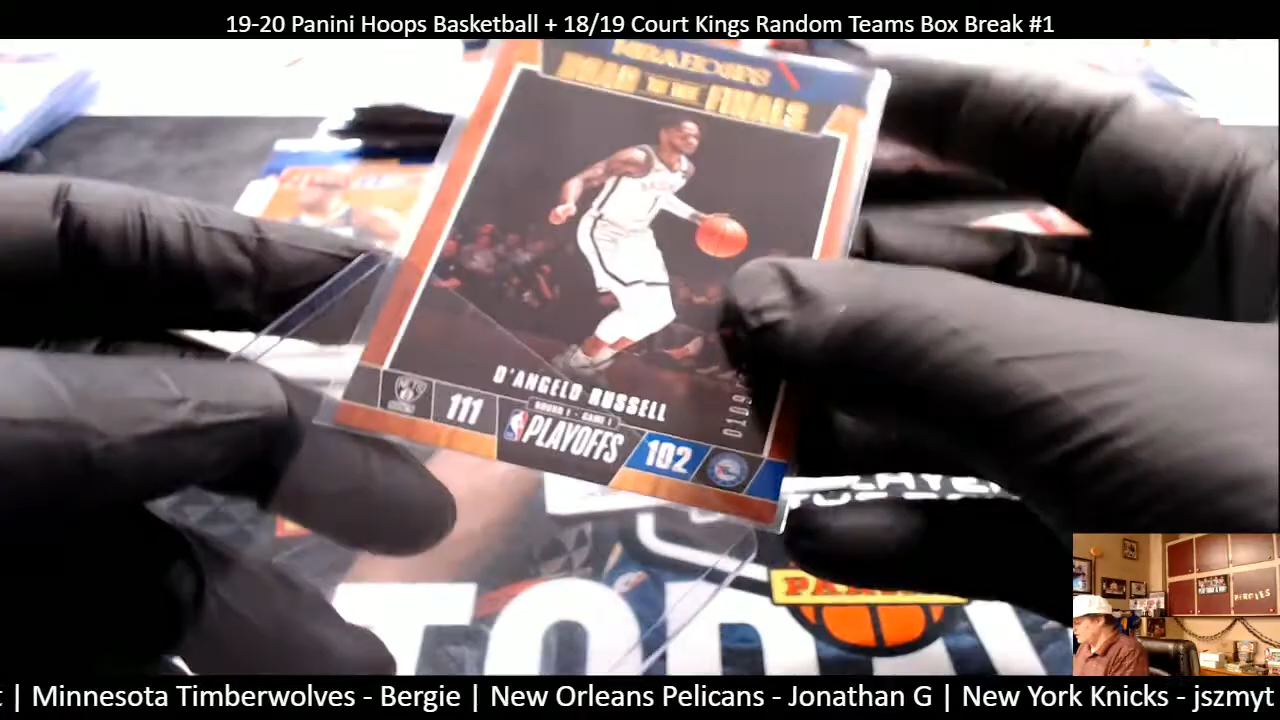 19-20 Panini Hoops Basketball + 18/19 Court Kings Random Teams Box Break #1
NBA HOOPS
ROAD TO THE FINALS
D'ANGELO RUSSELL
ROUND 1 - GAME 1
111 PLAYOFFS 102
TODA
| Minnesota Timberwolves - Bergie | New Orleans Pelicans - Jonathan G | New York Knicks - jszmyt